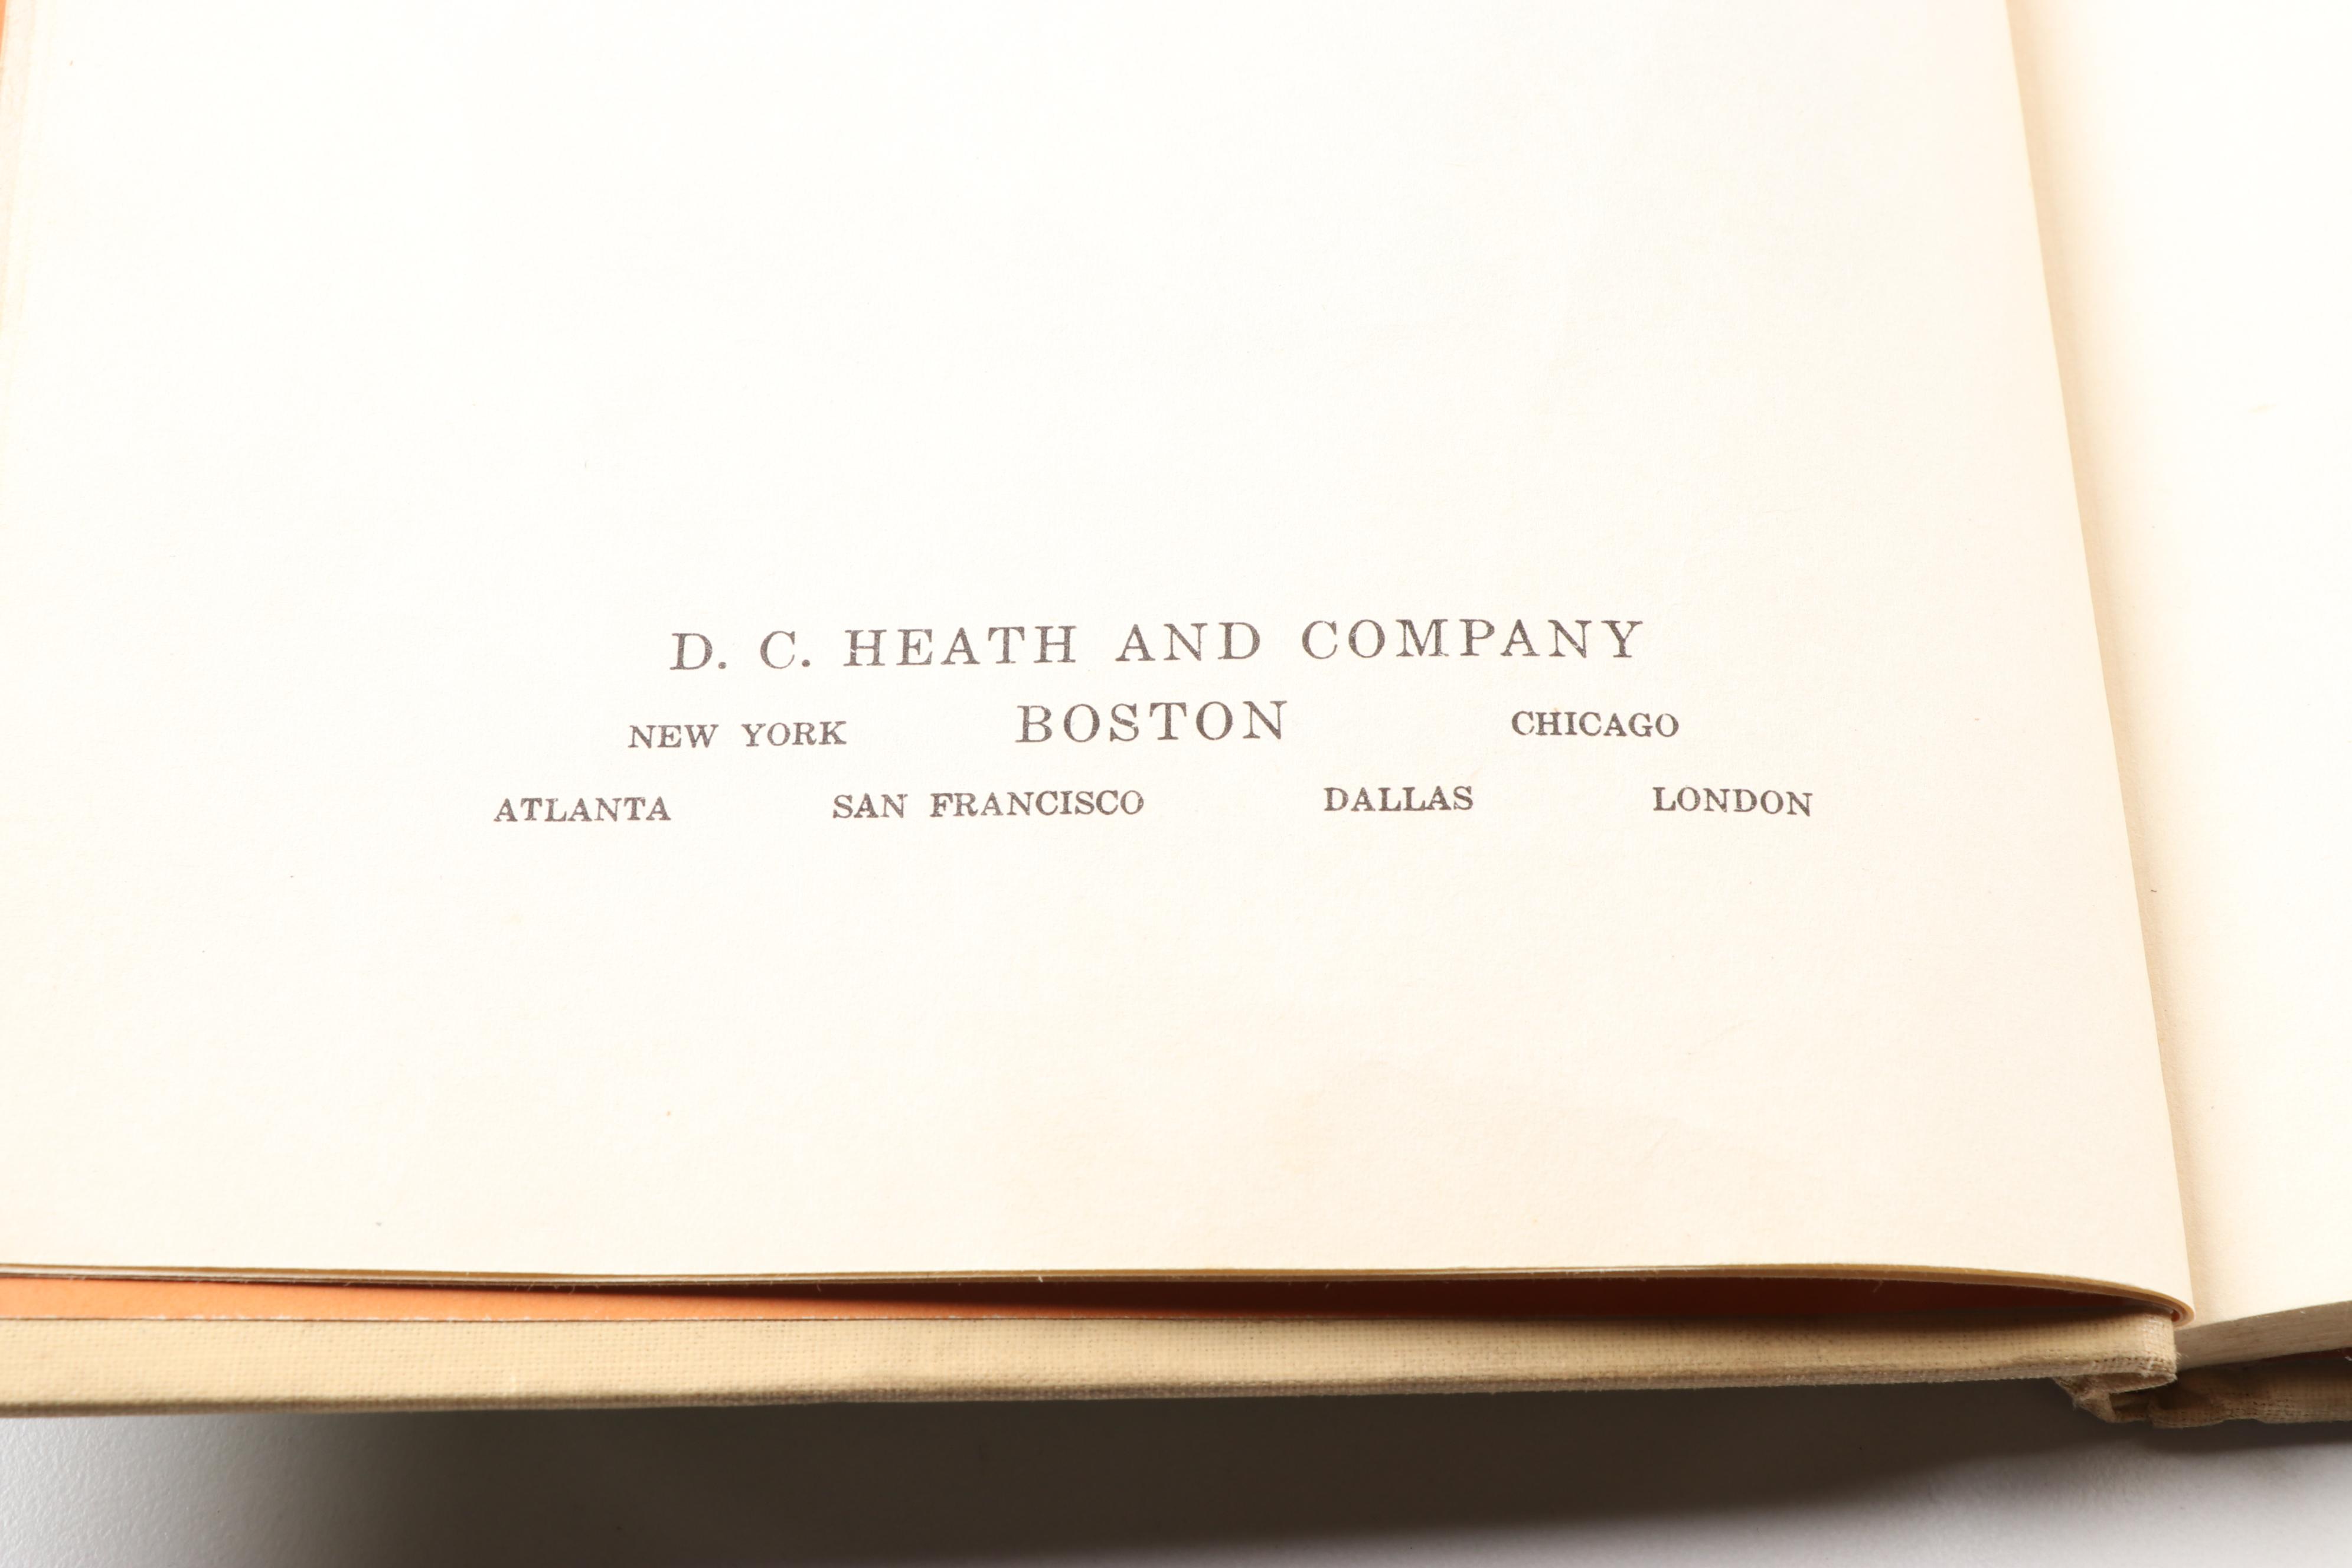 D. C. HEATH AND COMPANY
NEW YORK BOSTON CHICAGO
ATLANTA SAN FRANCISCO DALLAS LONDON